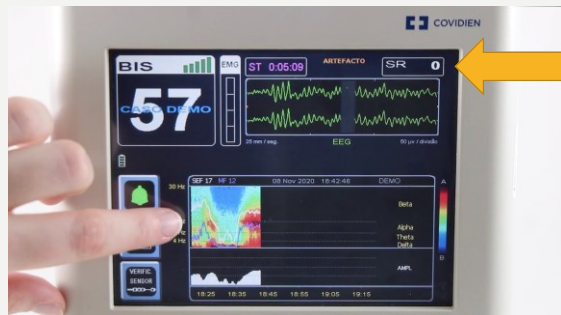 COVIDIEN
BIS
EMG
ST 0:05:09
ARTEFACTO
SR 0
57
CASO DEMO
25 mm / seg.
EEG
50 µv / división
SEF 17 MF 12 08 Nov 2020 18:42:46 DEMO
A
30 Hz
Beta
Alpha
Theta
4 Hz
Delta
B
AMPL
VERIFIC.
SENSOR
18:25 18:35 18:45 18:55 19:05 19:15